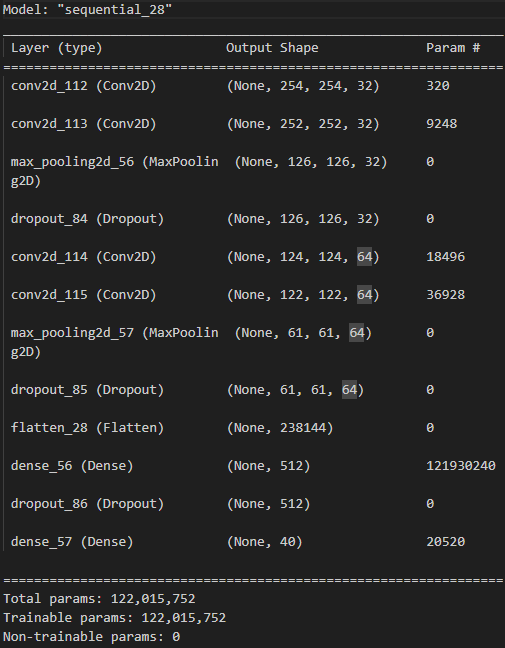 Model: "sequential_28"
_________________________________________________________________
Layer (type) Output Shape Param #
=================================================================
conv2d_112 (Conv2D) (None, 254, 254, 32) 320
conv2d_113 (Conv2D) (None, 252, 252, 32) 9248
max_pooling2d_56 (MaxPoolin (None, 126, 126, 32) 0
g2D)
dropout_84 (Dropout) (None, 126, 126, 32) 0
conv2d_114 (Conv2D) (None, 124, 124, 64) 18496
conv2d_115 (Conv2D) (None, 122, 122, 64) 36928
max_pooling2d_57 (MaxPoolin (None, 61, 61, 64) 0
g2D)
dropout_85 (Dropout) (None, 61, 61, 64) 0
flatten_28 (Flatten) (None, 238144) 0
dense_56 (Dense) (None, 512) 121930240
dropout_86 (Dropout) (None, 512) 0
dense_57 (Dense) (None, 40) 20520
=================================================================
Total params: 122,015,752
Trainable params: 122,015,752
Non-trainable params: 0